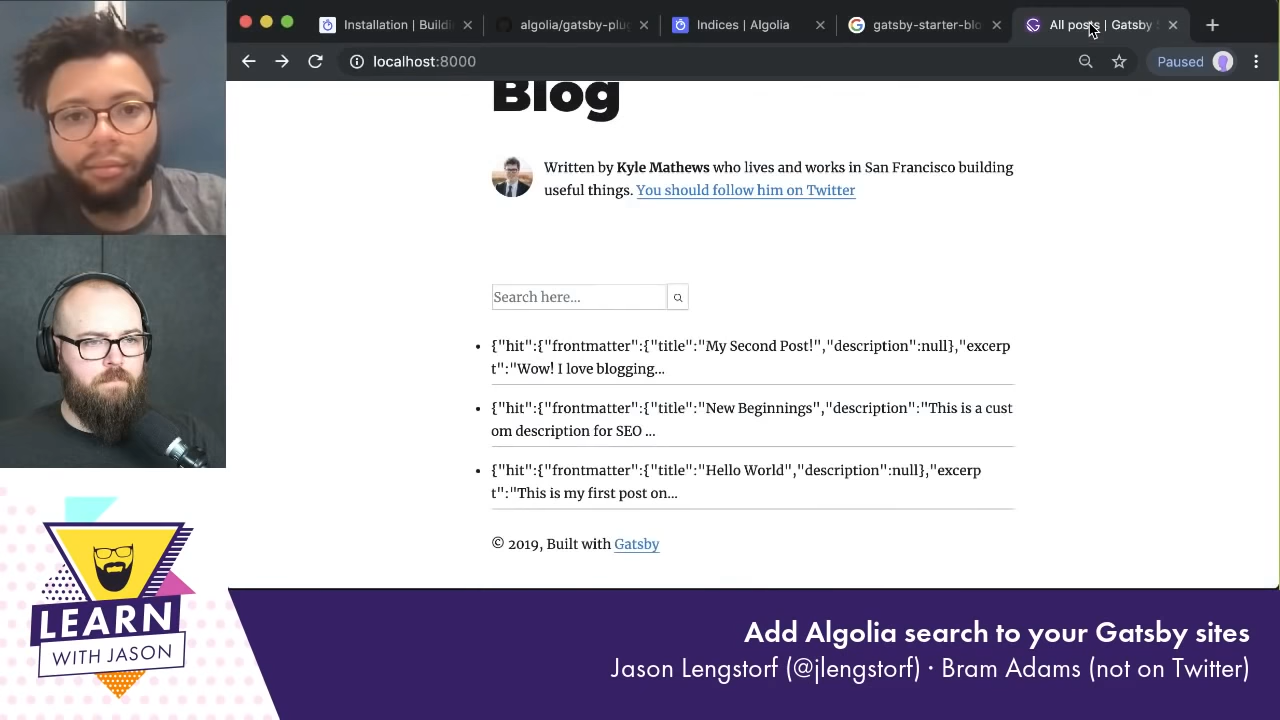 Installation | Buildi
algolia/gatsby-plug
Indices | Algolia
gatsby-starter-blo
All posts | Gatsby S
localhost:8000
Paused
Blog
Written by Kyle Mathews who lives and works in San Francisco building
useful things. You should follow him on Twitter
Search here...
{"hit":{"frontmatter":{"title":"My Second Post!","description":null},"excerp
t":"Wow! I love blogging...
{"hit":{"frontmatter":{"title":"New Beginnings","description":"This is a cust
om description for SEO ...
{"hit":{"frontmatter":{"title":"Hello World","description":null},"excerp
t":"This is my first post on...
© 2019, Built with Gatsby
LEARN
WITH JASON
Add Algolia search to your Gatsby sites
Jason Lengstorf (@jlengstorf) · Bram Adams (not on Twitter)